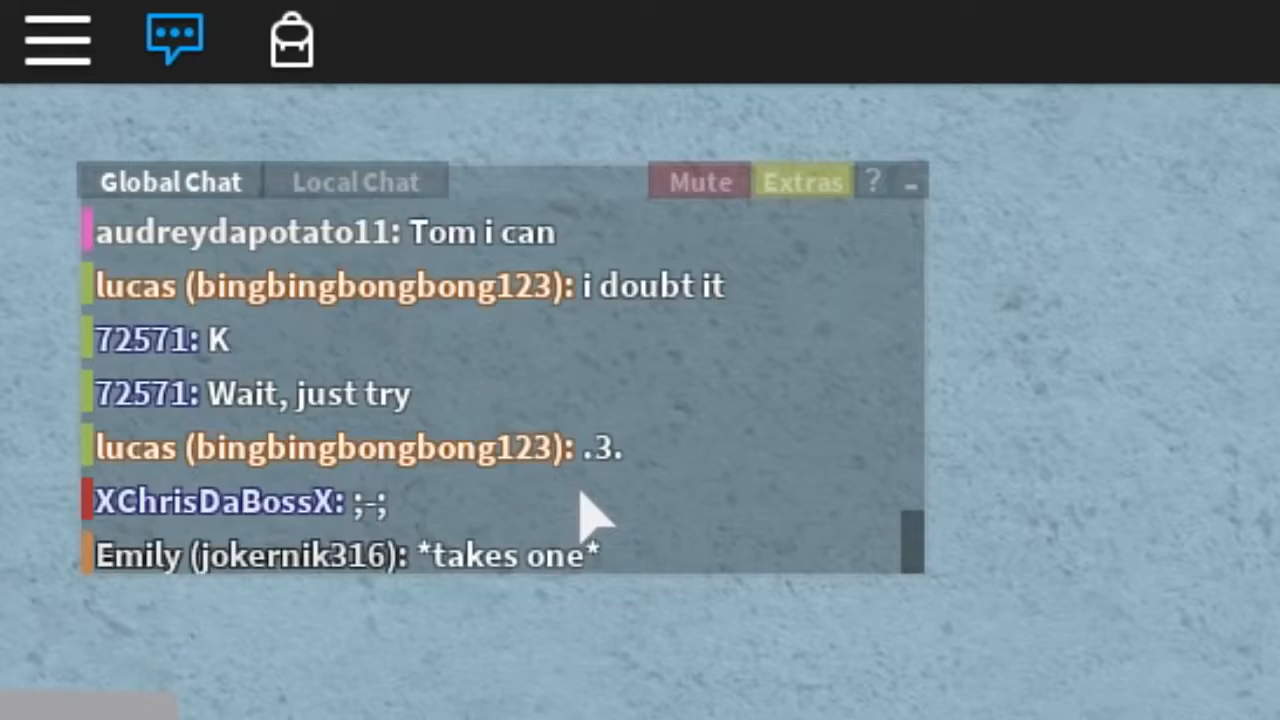 Global Chat Local Chat Mute Extras ? -
audreydapotato11: Tom i can
lucas (bingbingbongbong123): i doubt it
72571: K
72571: Wait, just try
lucas (bingbingbongbong123): .3.
XChrisDaBossX: ;-;
Emily (jokernik316): *takes one*